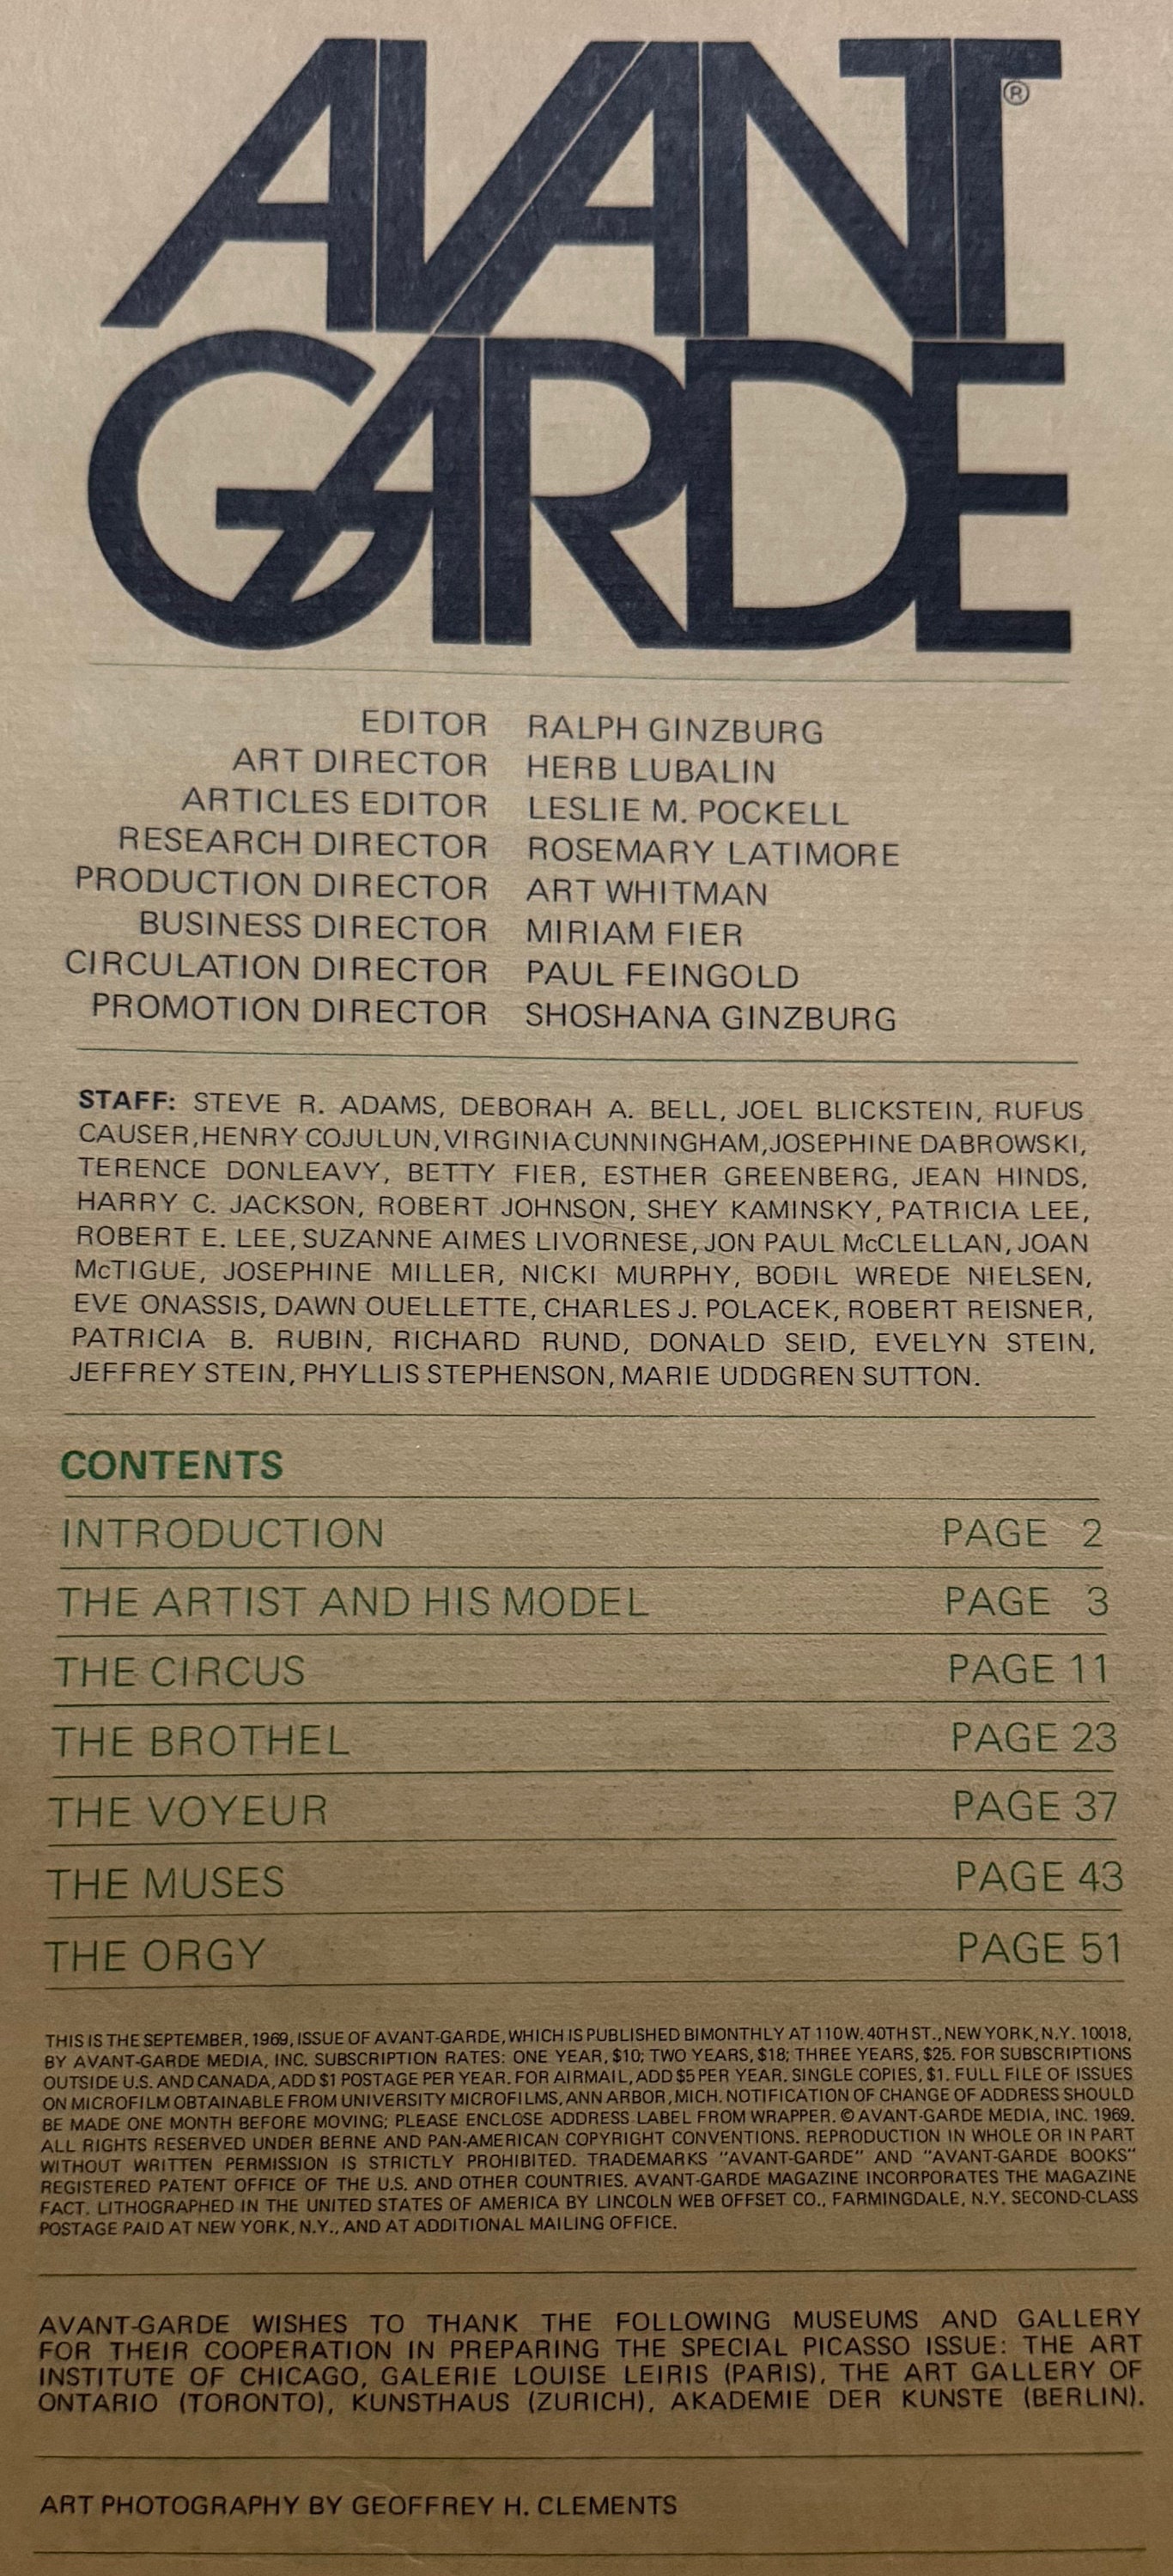 AVANT®
GARDE
EDITOR RALPH GINZBURG
ART DIRECTOR HERB LUBALIN
ARTICLES EDITOR LESLIE M. POCKELL
RESEARCH DIRECTOR ROSEMARY LATIMORE
PRODUCTION DIRECTOR ART WHITMAN
BUSINESS DIRECTOR MIRIAM FIER
CIRCULATION DIRECTOR PAUL FEINGOLD
PROMOTION DIRECTOR SHOSHANA GINZBURG
STAFF: STEVE R. ADAMS, DEBORAH A. BELL, JOEL BLICKSTEIN, RUFUS
CAUSER, HENRY COJULUN, VIRGINIA CUNNINGHAM, JOSEPHINE DABROWSKI,
TERENCE DONLEAVY, BETTY FIER, ESTHER GREENBERG, JEAN HINDS,
HARRY C. JACKSON, ROBERT JOHNSON, SHEY KAMINSKY, PATRICIA LEE,
ROBERT E. LEE, SUZANNE AIMES LIVORNESE, JON PAUL McCLELLAN, JOAN
McTIGUE, JOSEPHINE MILLER, NICKI MURPHY, BODIL WREDE NIELSEN,
EVE ONASSIS, DAWN OUELLETTE, CHARLES J. POLACEK, ROBERT REISNER,
PATRICIA B. RUBIN, RICHARD RUND, DONALD SEID, EVELYN STEIN,
JEFFREY STEIN, PHYLLIS STEPHENSON, MARIE UDDGREN SUTTON.
CONTENTS
INTRODUCTION PAGE 2
THE ARTIST AND HIS MODEL PAGE 3
THE CIRCUS PAGE 11
THE BROTHEL PAGE 23
THE VOYEUR PAGE 37
THE MUSES PAGE 43
THE ORGY PAGE 51
THIS IS THE SEPTEMBER, 1969, ISSUE OF AVANT-GARDE, WHICH IS PUBLISHED BIMONTHLY AT 110 W. 40TH ST., NEW YORK, N.Y. 10018,
BY AVANT-GARDE MEDIA, INC. SUBSCRIPTION RATES: ONE YEAR, $10; TWO YEARS, $18; THREE YEARS, $25. FOR SUBSCRIPTIONS
OUTSIDE U.S. AND CANADA, ADD $1 POSTAGE PER YEAR. FOR AIRMAIL, ADD $5 PER YEAR. SINGLE COPIES, $1. FULL FILE OF ISSUES
ON MICROFILM OBTAINABLE FROM UNIVERSITY MICROFILMS, ANN ARBOR, MICH. NOTIFICATION OF CHANGE OF ADDRESS SHOULD
BE MADE ONE MONTH BEFORE MOVING; PLEASE ENCLOSE ADDRESS LABEL FROM WRAPPER. © AVANT-GARDE MEDIA, INC. 1969.
ALL RIGHTS RESERVED UNDER BERNE AND PAN-AMERICAN COPYRIGHT CONVENTIONS. REPRODUCTION IN WHOLE OR IN PART
WITHOUT WRITTEN PERMISSION IS STRICTLY PROHIBITED. TRADEMARKS "AVANT-GARDE" AND "AVANT-GARDE BOOKS"
REGISTERED PATENT OFFICE OF THE U.S. AND OTHER COUNTRIES. AVANT-GARDE MAGAZINE INCORPORATES THE MAGAZINE
FACT. LITHOGRAPHED IN THE UNITED STATES OF AMERICA BY LINCOLN WEB OFFSET CO., FARMINGDALE, N.Y. SECOND-CLASS
POSTAGE PAID AT NEW YORK, N.Y., AND AT ADDITIONAL MAILING OFFICE.
AVANT-GARDE WISHES TO THANK THE FOLLOWING MUSEUMS AND GALLERY
FOR THEIR COOPERATION IN PREPARING THE SPECIAL PICASSO ISSUE: THE ART
INSTITUTE OF CHICAGO, GALERIE LOUISE LEIRIS (PARIS), THE ART GALLERY OF
ONTARIO (TORONTO), KUNSTHAUS (ZURICH), AKADEMIE DER KUNSTE (BERLIN).
ART PHOTOGRAPHY BY GEOFFREY H. CLEMENTS